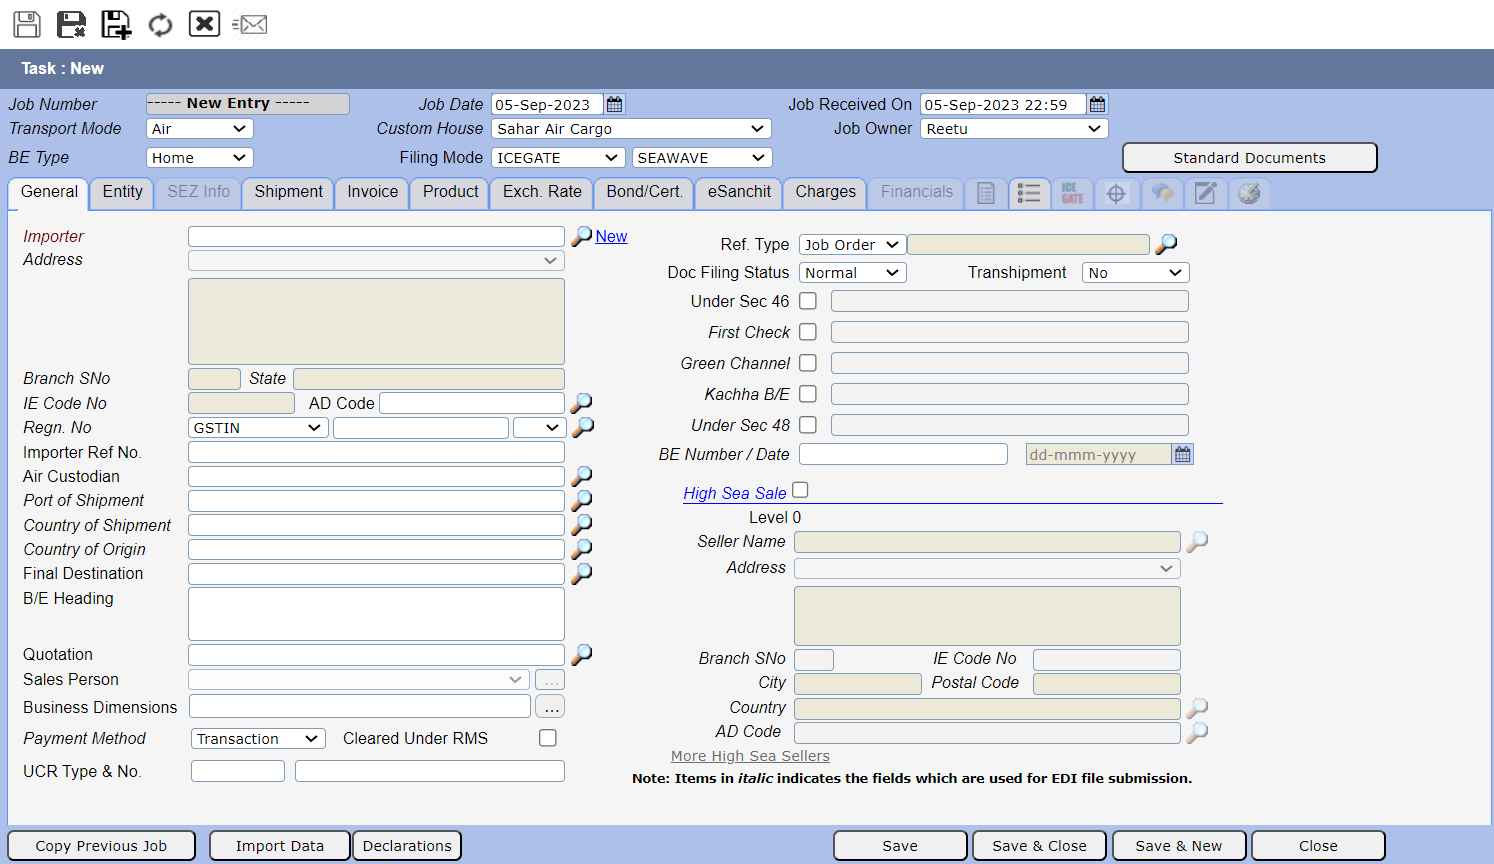 Task : New
Job Number ----- New Entry ----- Job Date 05-Sep-2023 Job Received On 05-Sep-2023 22:59
Transport Mode Air Custom House Sahar Air Cargo Job Owner Reetu
BE Type Home Filing Mode ICEGATE SEAWAVE Standard Documents
General Entity SEZ Info Shipment Invoice Product Exch. Rate Bond/Cert. eSanchit Charges Financials ICE
GATE
Importer New
Address
Branch SNo State
IE Code No AD Code
Regn. No GSTIN
Importer Ref No.
Air Custodian
Port of Shipment
Country of Shipment
Country of Origin
Final Destination
B/E Heading
Quotation
Sales Person ...
Business Dimensions ...
Payment Method Transaction Cleared Under RMS
UCR Type & No.
Ref. Type Job Order
Doc Filing Status Normal Transhipment No
Under Sec 46
First Check
Green Channel
Kachha B/E
Under Sec 48
BE Number / Date dd-mmm-yyyy
High Sea Sale
Level 0
Seller Name
Address
Branch SNo IE Code No
City Postal Code
Country
AD Code
More High Sea Sellers
Note: Items in italic indicates the fields which are used for EDI file submission.
Copy Previous Job Import Data Declarations Save Save & Close Save & New Close